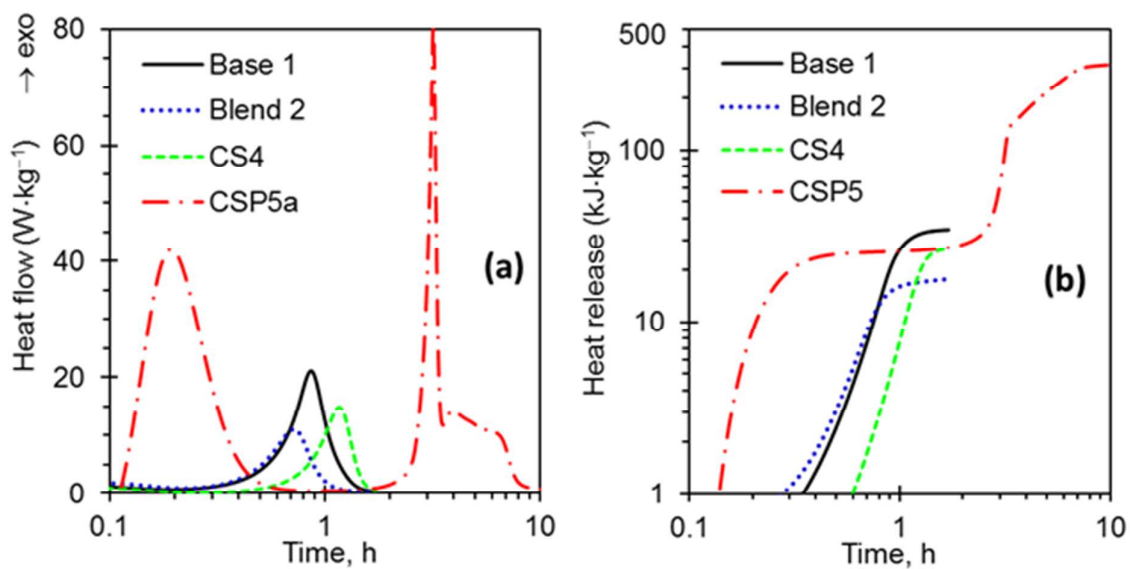 Heat flow (W·kg⁻¹) → exo
80
60
40
20
0
0.1
1
10
Time, h
Base 1
Blend 2
CS4
CSP5a
(a)
Heat release (kJ·kg⁻¹)
500
100
10
1
0.1
1
10
Time, h
Base 1
Blend 2
CS4
CSP5
(b)